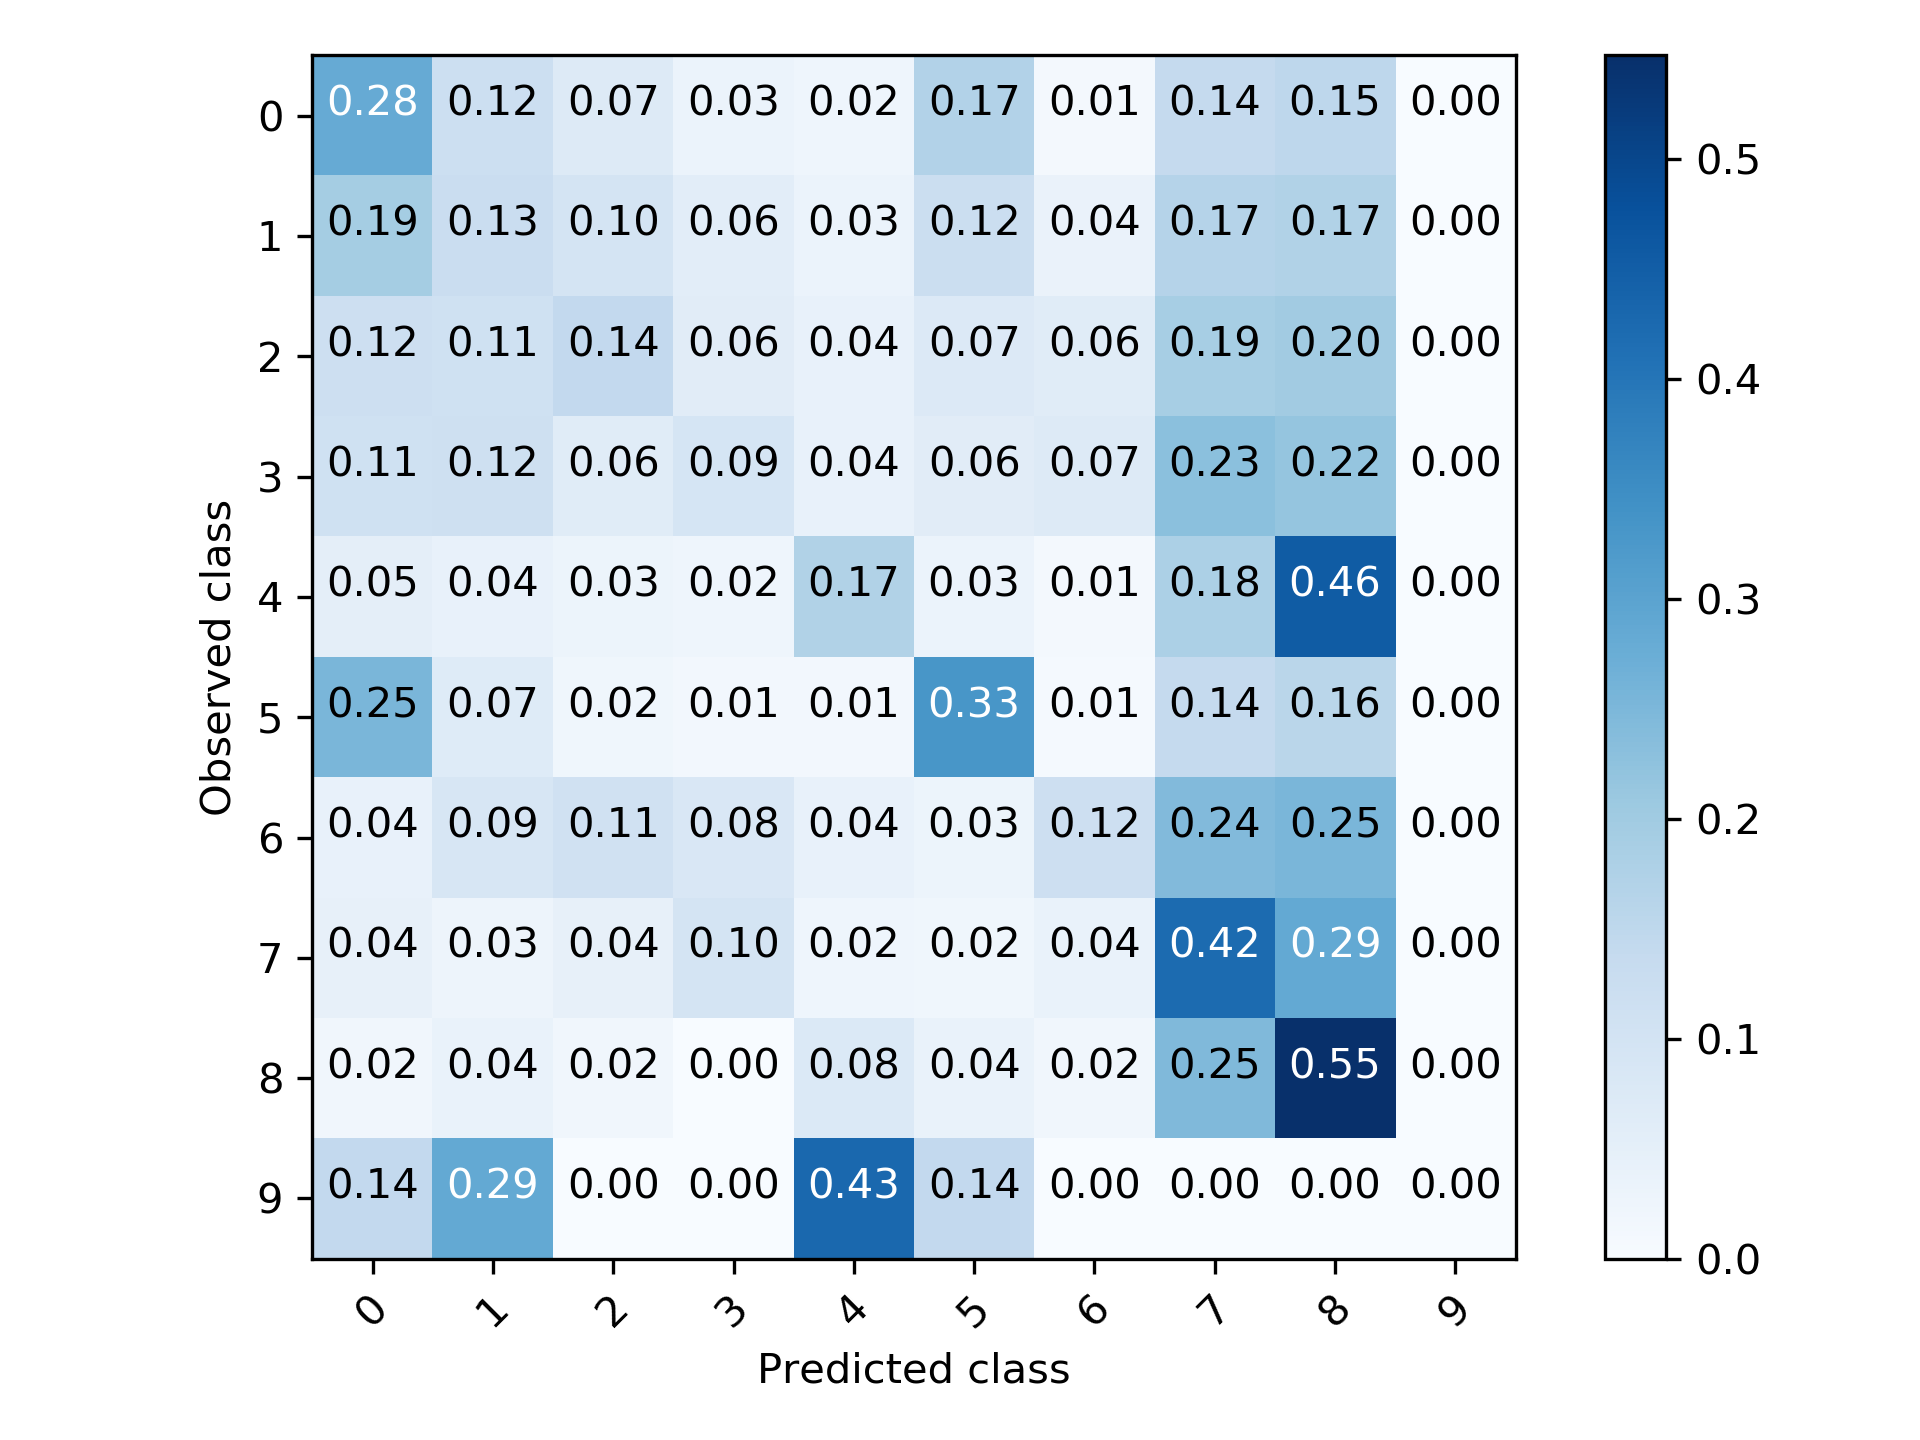 0 0.28 0.12 0.07 0.03 0.02 0.17 0.01 0.14 0.15 0.00
1 0.19 0.13 0.10 0.06 0.03 0.12 0.04 0.17 0.17 0.00
2 0.12 0.11 0.14 0.06 0.04 0.07 0.06 0.19 0.20 0.00
3 0.11 0.12 0.06 0.09 0.04 0.06 0.07 0.23 0.22 0.00
4 0.05 0.04 0.03 0.02 0.17 0.03 0.01 0.18 0.46 0.00
5 0.25 0.07 0.02 0.01 0.01 0.33 0.01 0.14 0.16 0.00
6 0.04 0.09 0.11 0.08 0.04 0.03 0.12 0.24 0.25 0.00
7 0.04 0.03 0.04 0.10 0.02 0.02 0.04 0.42 0.29 0.00
8 0.02 0.04 0.02 0.00 0.08 0.04 0.02 0.25 0.55 0.00
9 0.14 0.29 0.00 0.00 0.43 0.14 0.00 0.00 0.00 0.00
0 1 2 3 4 5 6 7 8 9
Predicted class
Observed class
0.5
0.4
0.3
0.2
0.1
0.0